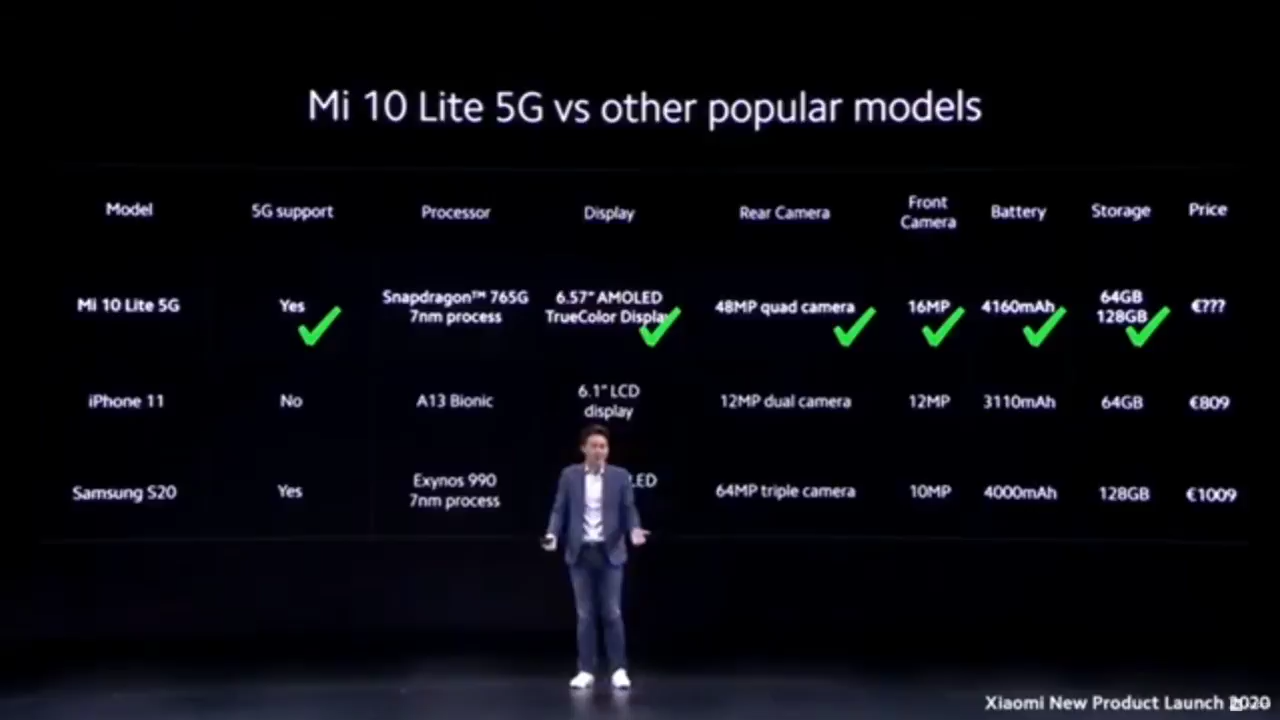 Mi 10 Lite 5G vs other popular models
Model 5G support Processor Display Rear Camera Front Camera Battery Storage Price
Mi 10 Lite 5G Yes Snapdragon™ 765G 7nm process 6.57" AMOLED TrueColor Display 48MP quad camera 16MP 4160mAh 64GB 128GB €???
iPhone 11 No A13 Bionic 6.1" LCD display 12MP dual camera 12MP 3110mAh 64GB €809
Samsung S20 Yes Exynos 990 7nm process LED 64MP triple camera 10MP 4000mAh 128GB €1009
Xiaomi New Product Launch 2020